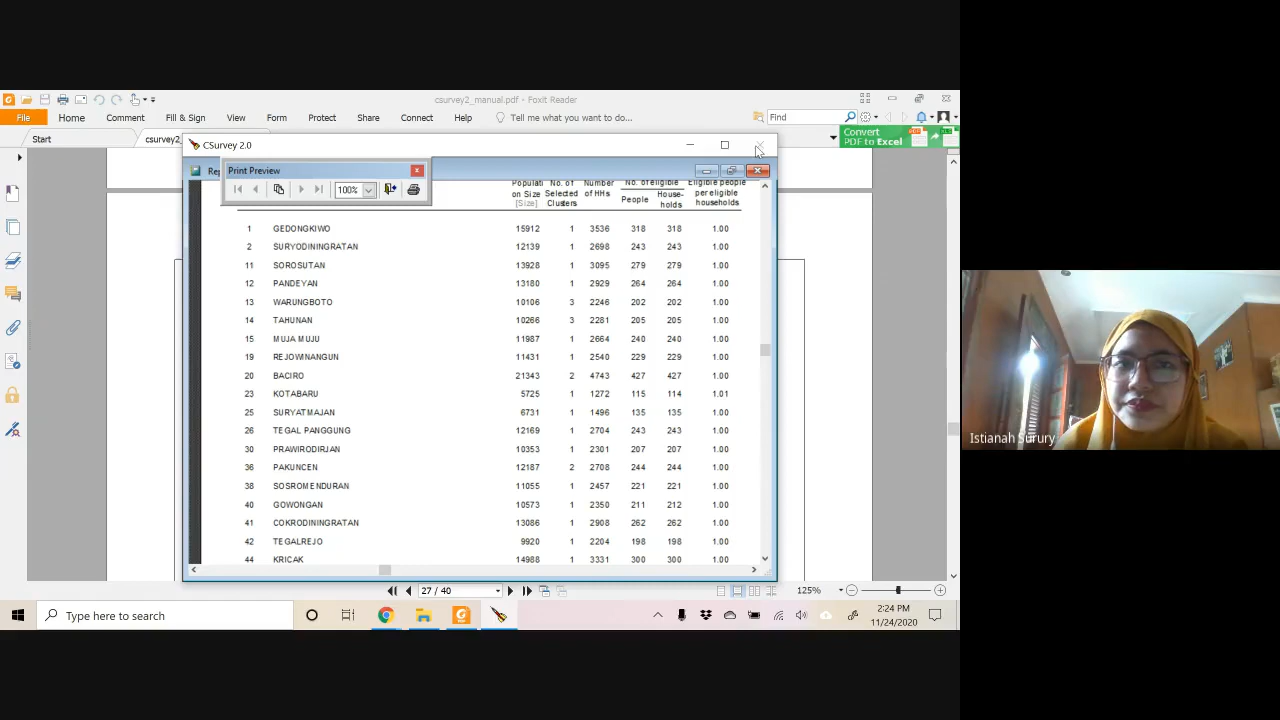 csurvey2_manual.pdf - Foxit Reader
File Home Comment Fill & Sign View Form Protect Share Connect Help Tell me what you want to do... Find
Start csurvey2_
Convert PDF to Excel
CSurvey 2.0
Rep
Print Preview
100%
Populati on Size [Size] No. of Selected Clusters Number of HHs No. of eligible People House- holds Eligible people per eligible households
1 GEDONGKIWO 15912 1 3536 318 318 1.00
2 SURYODININGRATAN 12139 1 2698 243 243 1.00
11 SOROSUTAN 13928 1 3095 279 279 1.00
12 PANDEYAN 13180 1 2929 264 264 1.00
13 WARUNGBOTO 10106 3 2246 202 202 1.00
14 TAHUNAN 10266 3 2281 205 205 1.00
15 MUJA MUJU 11987 1 2664 240 240 1.00
19 REJOWINANGUN 11431 1 2540 229 229 1.00
20 BACIRO 21343 2 4743 427 427 1.00
23 KOTABARU 5725 1 1272 115 114 1.01
25 SURYATMAJAN 6731 1 1496 135 135 1.00
26 TEGAL PANGGUNG 12169 1 2704 243 243 1.00
30 PRAWIRODIRJAN 10353 1 2301 207 207 1.00
36 PAKUNCEN 12187 2 2708 244 244 1.00
38 SOSROMENDURAN 11055 1 2457 221 221 1.00
40 GOWONGAN 10573 1 2350 211 212 1.00
41 COKRODININGRATAN 13086 1 2908 262 262 1.00
42 TEGALREJO 9920 1 2204 198 198 1.00
44 KRICAK 14988 1 3331 300 300 1.00
27 / 40
125%
Type here to search
2:24 PM
11/24/2020
Istianah Surury